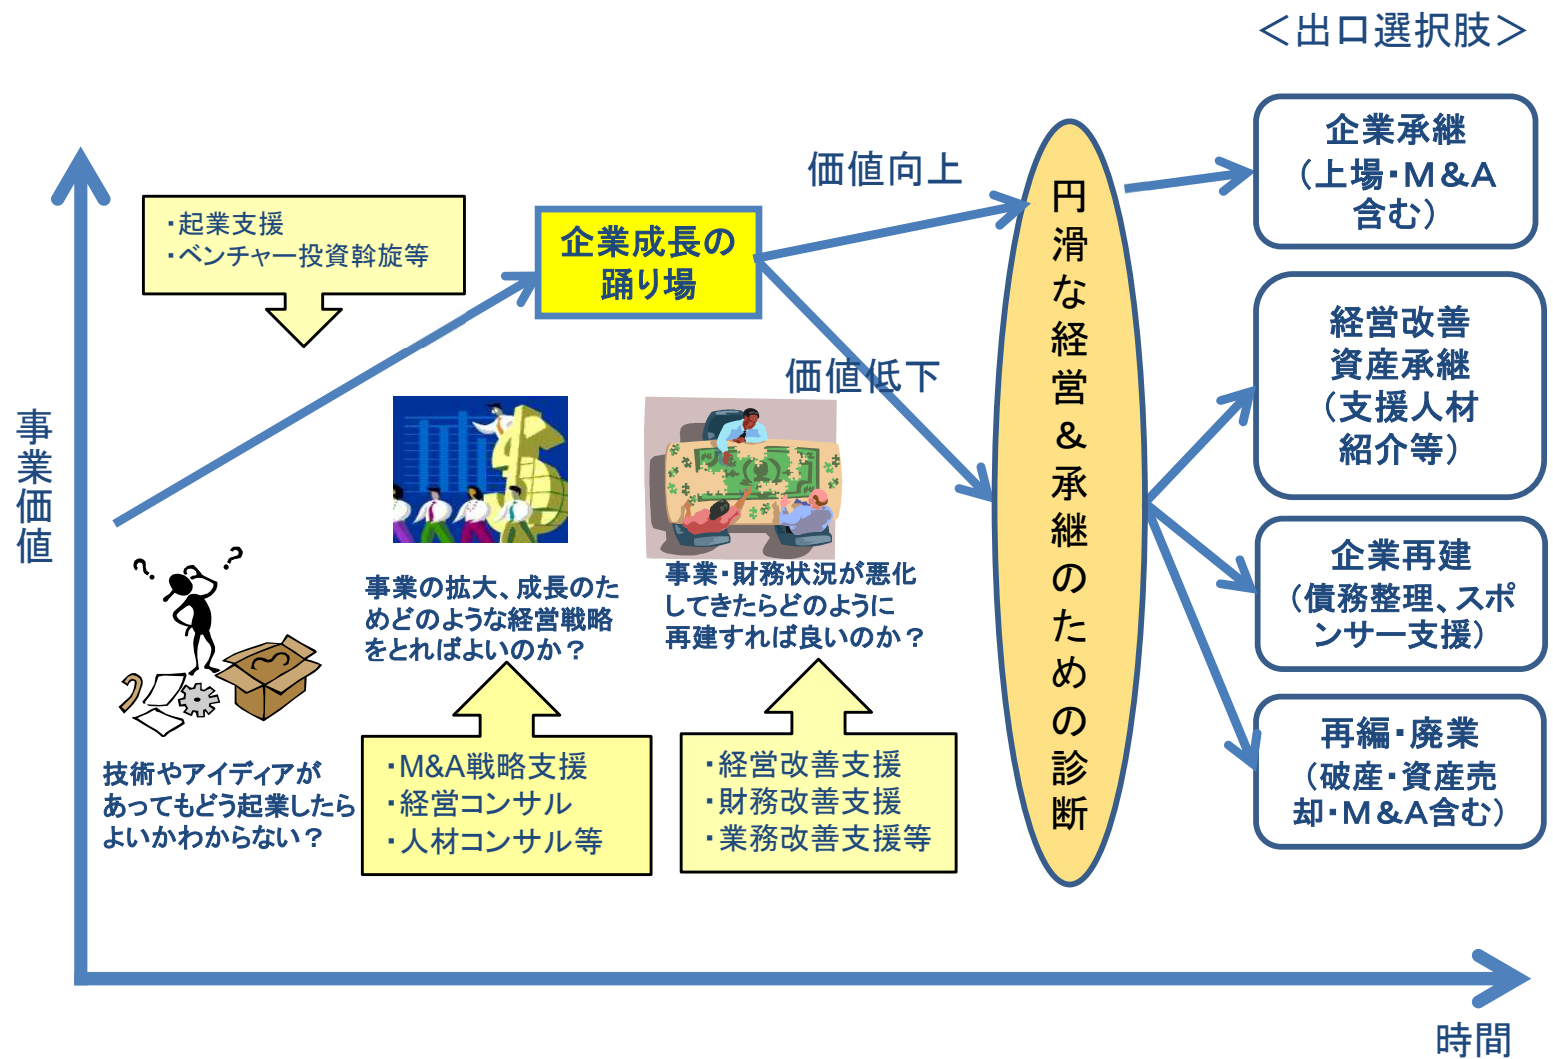 ＜出口選択肢＞
企業承継
（上場・Ｍ＆Ａ
含む）
価値向上
・起業支援
・ベンチャー投資斡旋等
企業成長の
踊り場
円滑な経営＆承継のための診断
経営改善
資産承継
（支援人材
紹介等）
価値低下
事業価値
企業再建
（債務整理、スポ
ンサー支援）
事業の拡大、成長のた
めどのような経営戦略
をとればよいのか？
事業・財務状況が悪化
してきたらどのように
再建すれば良いのか？
?
?
再編・廃業
（破産・資産売
却・Ｍ＆Ａ含む）
技術やアイディアが
あってもどう起業したら
よいかわからない？
・M&A戦略支援
・経営コンサル
・人材コンサル等
・経営改善支援
・財務改善支援
・業務改善支援等
時間